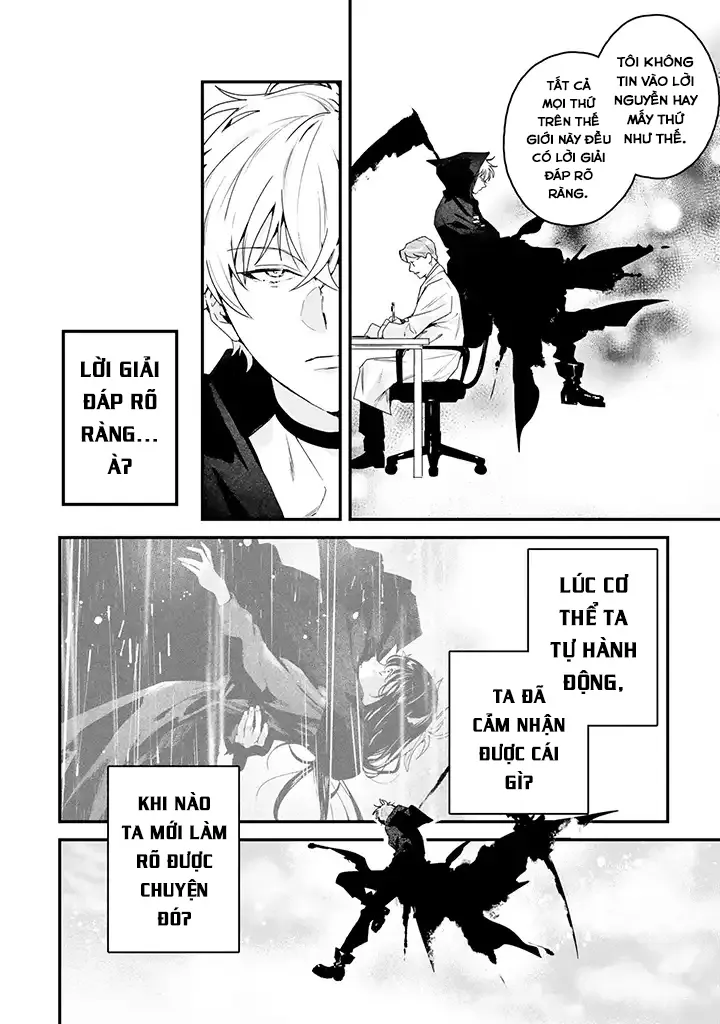 TÔI KHÔNG
TIN VÀO LỜI
NGUYỀN HAY
MẤY THỨ
NHƯ THẾ.
TẤT CẢ
MỌI THỨ
TRÊN THẾ
GIỚI NÀY ĐỀU
CÓ LỜI GIẢI
ĐÁP RÕ
RÀNG.
LỜI GIẢI
ĐÁP RÕ
RÀNG...
À?
LÚC CƠ
THỂ TA
TỰ HÀNH
ĐỘNG,
TA ĐÃ
CẢM NHẬN
ĐƯỢC CÁI
GÌ?
KHI NÀO
TA MỚI LÀM
RÕ ĐƯỢC
CHUYỆN
ĐÓ?